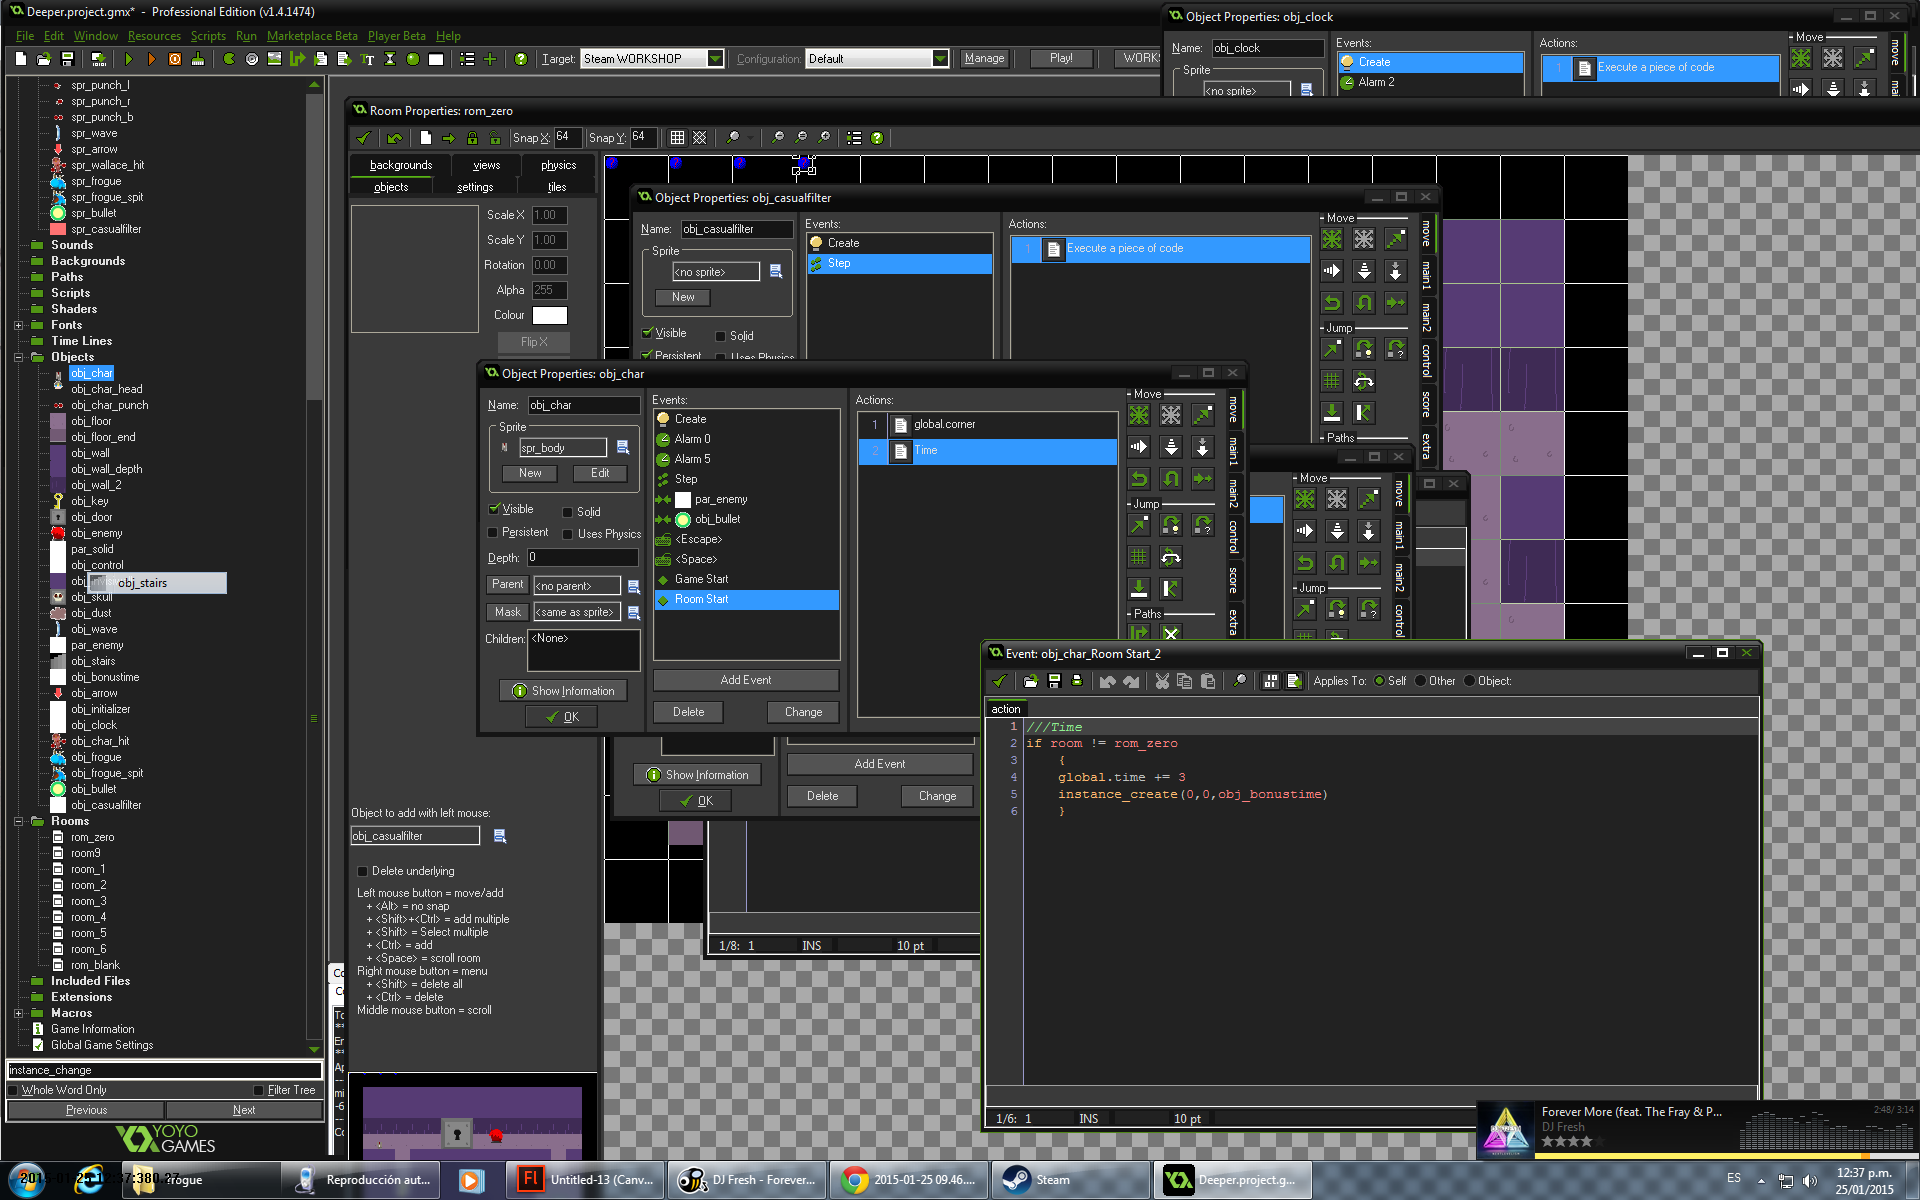 Deeper.project.gmx* - Professional Edition (v1.4.1474)
File Edit Window Resources Scripts Run Marketplace Beta Player Beta Help
Target: Steam WORKSHOP
Configuration: Default
Manage
Play!
WORK
spr_punch_l
spr_punch_r
spr_punch_b
spr_wave
spr_arrow
spr_wallace_hit
spr_frogue
spr_frogue_spit
spr_bullet
spr_casualfilter
Sounds
Backgrounds
Paths
Scripts
Shaders
Fonts
Time Lines
Objects
obj_char
obj_char_head
obj_char_punch
obj_floor
obj_floor_end
obj_wall
obj_wall_depth
obj_wall_2
obj_key
obj_door
obj_enemy
par_solid
obj_control
obj_stairs
obj_skull
obj_dust
obj_wave
par_enemy
obj_stairs
obj_bonustime
obj_arrow
obj_initializer
obj_clock
obj_char_hit
obj_frogue
obj_frogue_spit
obj_bullet
obj_casualfilter
Rooms
rom_zero
room9
room_1
room_2
room_3
room_4
room_5
room_6
rom_blank
Included Files
Extensions
Macros
Game Information
Global Game Settings
instance_change
Whole Word Only
Filter Tree
Previous
Next
YOYO GAMES
Object Properties: obj_clock
Name: obj_clock
Sprite
<no sprite>
Events:
Create
Alarm 2
Actions:
1 Execute a piece of code
Move
move
Room Properties: rom_zero
Snap X: 64 Snap Y: 64
backgrounds views physics
objects settings tiles
Scale X 1.00
Scale Y 1.00
Rotation 0.00
Alpha 255
Colour
Flip X
Object to add with left mouse:
obj_casualfilter
Delete underlying
Left mouse button = move/add
+ <Alt> = no snap
+ <Shift>+<Ctrl> = add multiple
+ <Shift> = Select multiple
+ <Ctrl> = add
+ <Space> = scroll room
Right mouse button = menu
+ <Shift> = delete all
+ <Ctrl> = delete
Middle mouse button = scroll
Object Properties: obj_casualfilter
Name: obj_casualfilter
Sprite
<no sprite>
New
Visible
Solid
Persistent
Uses Physics
Events:
Create
Step
Actions:
1 Execute a piece of code
Move
Jump
Paths
move
main1
main2
control
score
extra
Object Properties: obj_char
Name: obj_char
Sprite
spr_body
New
Edit
Visible
Solid
Persistent
Uses Physics
Depth: 0
Parent <no parent>
Mask <same as sprite>
Children: <None>
Show Information
OK
Events:
Create
Alarm 0
Alarm 5
Step
par_enemy
obj_bullet
<Escape>
<Space>
Game Start
Room Start
Add Event
Delete
Change
Actions:
1 global.corner
2 Time
Move
Jump
Paths
move
main1
main2
control
score
extra
Move
Jump
move
main1
main2
control
Show Information
OK
Add Event
Delete
Change
1/8: 1 INS 10 pt
Event: obj_char_Room Start_2
Applies To: Self Other Object:
action
1 ///Time
2 if room != rom_zero
3 {
4 global.time += 3
5 instance_create(0,0,obj_bonustime)
6 }
1/6: 1 INS 10 pt
Forever More (feat. The Fray & P...
DJ Fresh
2:48/3:14
frogue
Reproducción aut...
Untitled-13 (Canv...
DJ Fresh - Forever...
2015-01-25 09.46....
Steam
Deeper.project.g...
ES
12:37 p.m.
25/01/2015